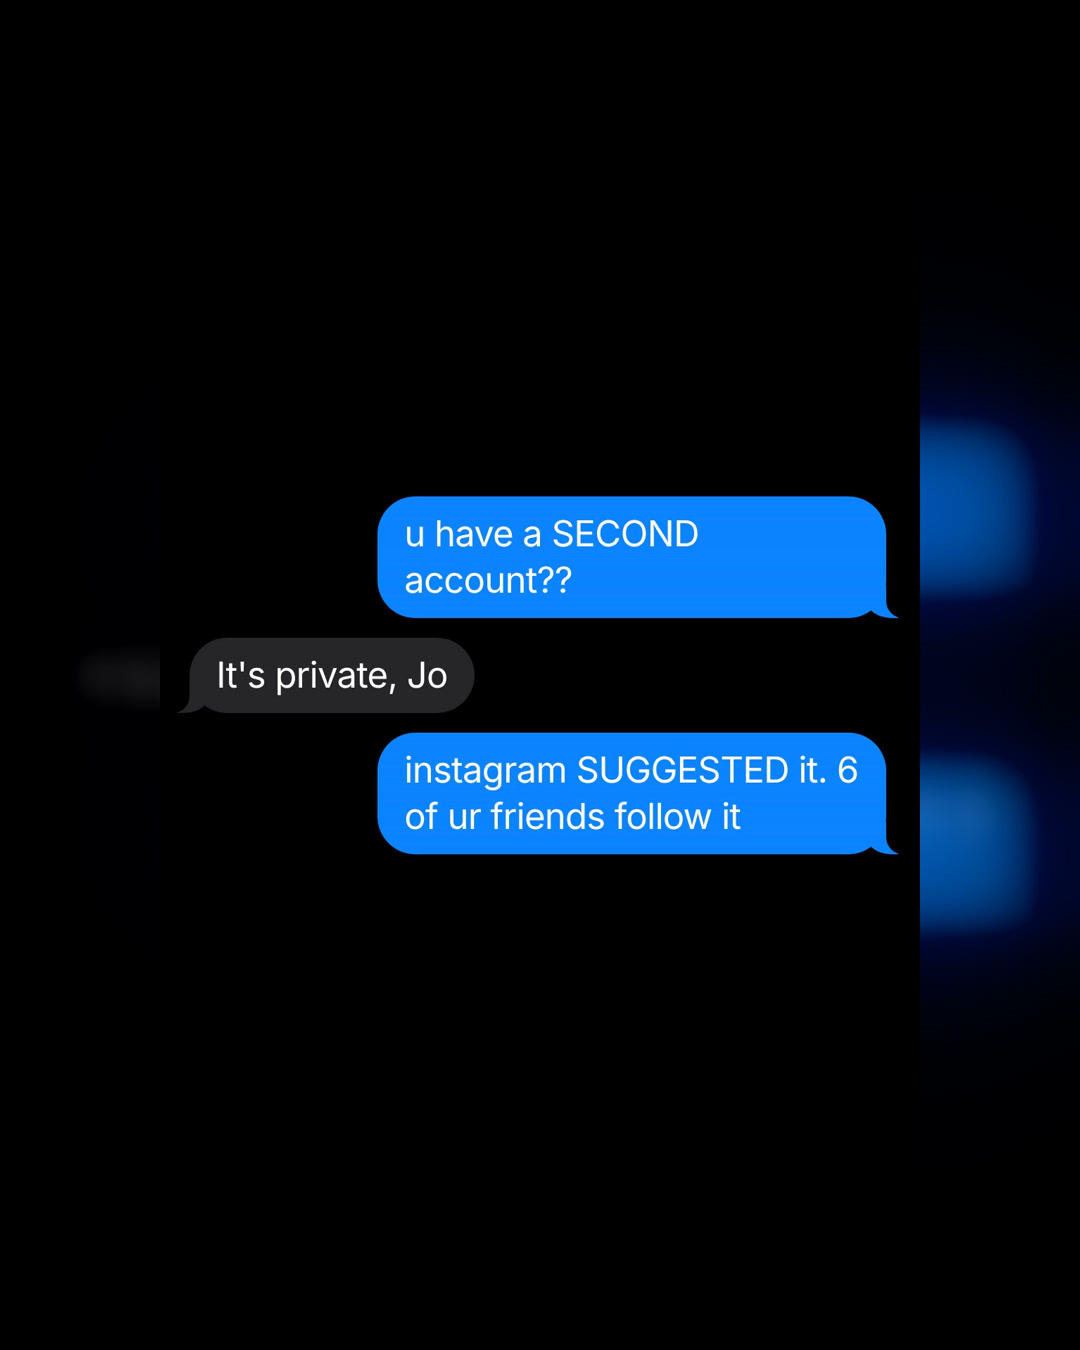 u have a SECOND
account??
It's private, Jo
instagram SUGGESTED it. 6
of ur friends follow it